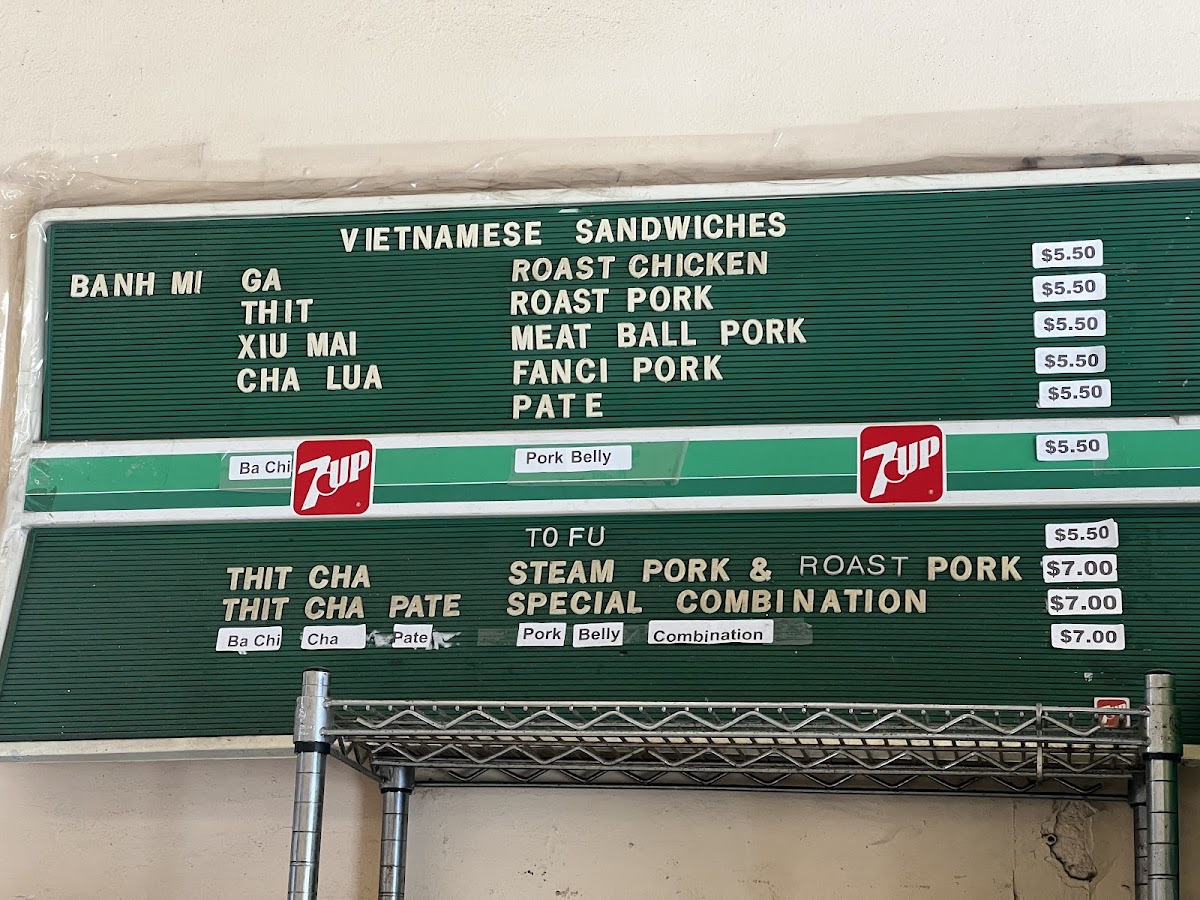 VIETNAMESE SANDWICHES
BANH MI GA ROAST CHICKEN $5.50
THIT ROAST PORK $5.50
XIU MAI MEAT BALL PORK $5.50
CHA LUA FANCI PORK $5.50
PATE $5.50
Ba Chi 7UP Pork Belly 7UP $5.50
TO FU $5.50
THIT CHA STEAM PORK & ROAST PORK $7.00
THIT CHA PATE SPECIAL COMBINATION $7.00
Ba Chi Cha Pate Pork Belly Combination $7.00
7UP